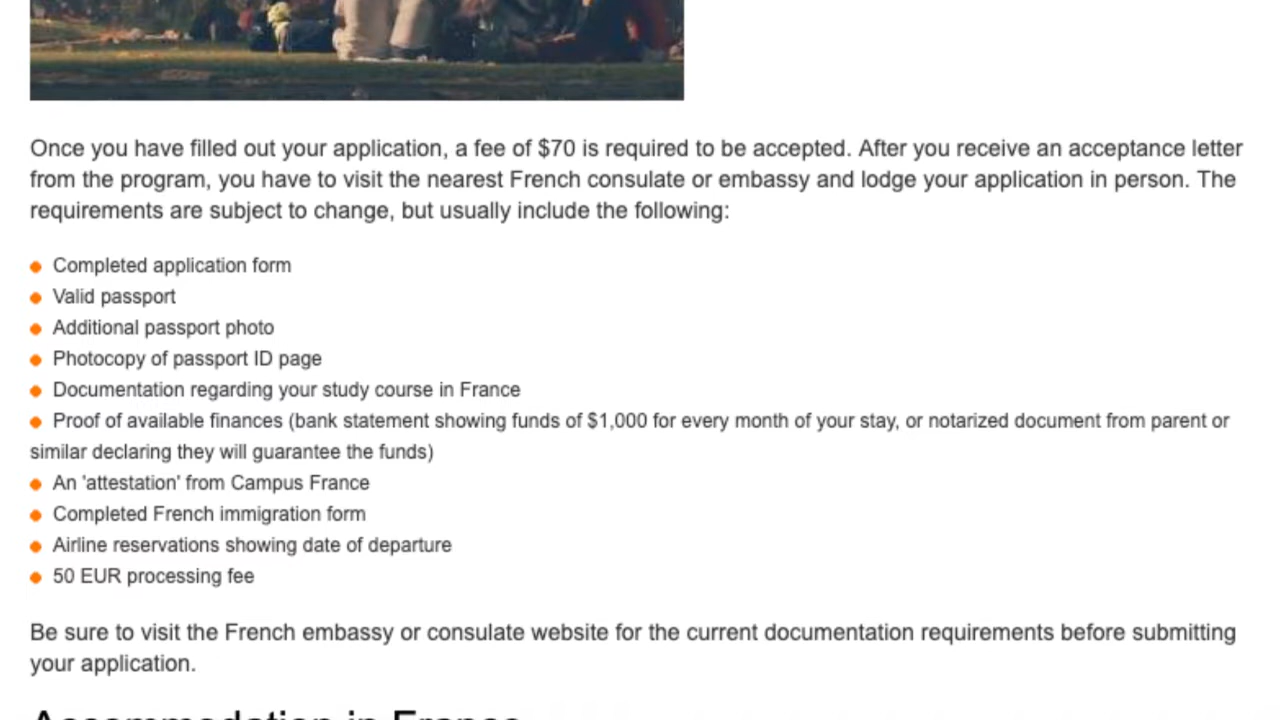 Once you have filled out your application, a fee of $70 is required to be accepted. After you receive an acceptance letter
from the program, you have to visit the nearest French consulate or embassy and lodge your application in person. The
requirements are subject to change, but usually include the following:
Completed application form
Valid passport
Additional passport photo
Photocopy of passport ID page
Documentation regarding your study course in France
Proof of available finances (bank statement showing funds of $1,000 for every month of your stay, or notarized document from parent or
similar declaring they will guarantee the funds)
An 'attestation' from Campus France
Completed French immigration form
Airline reservations showing date of departure
50 EUR processing fee
Be sure to visit the French embassy or consulate website for the current documentation requirements before submitting
your application.
Accommodation in France